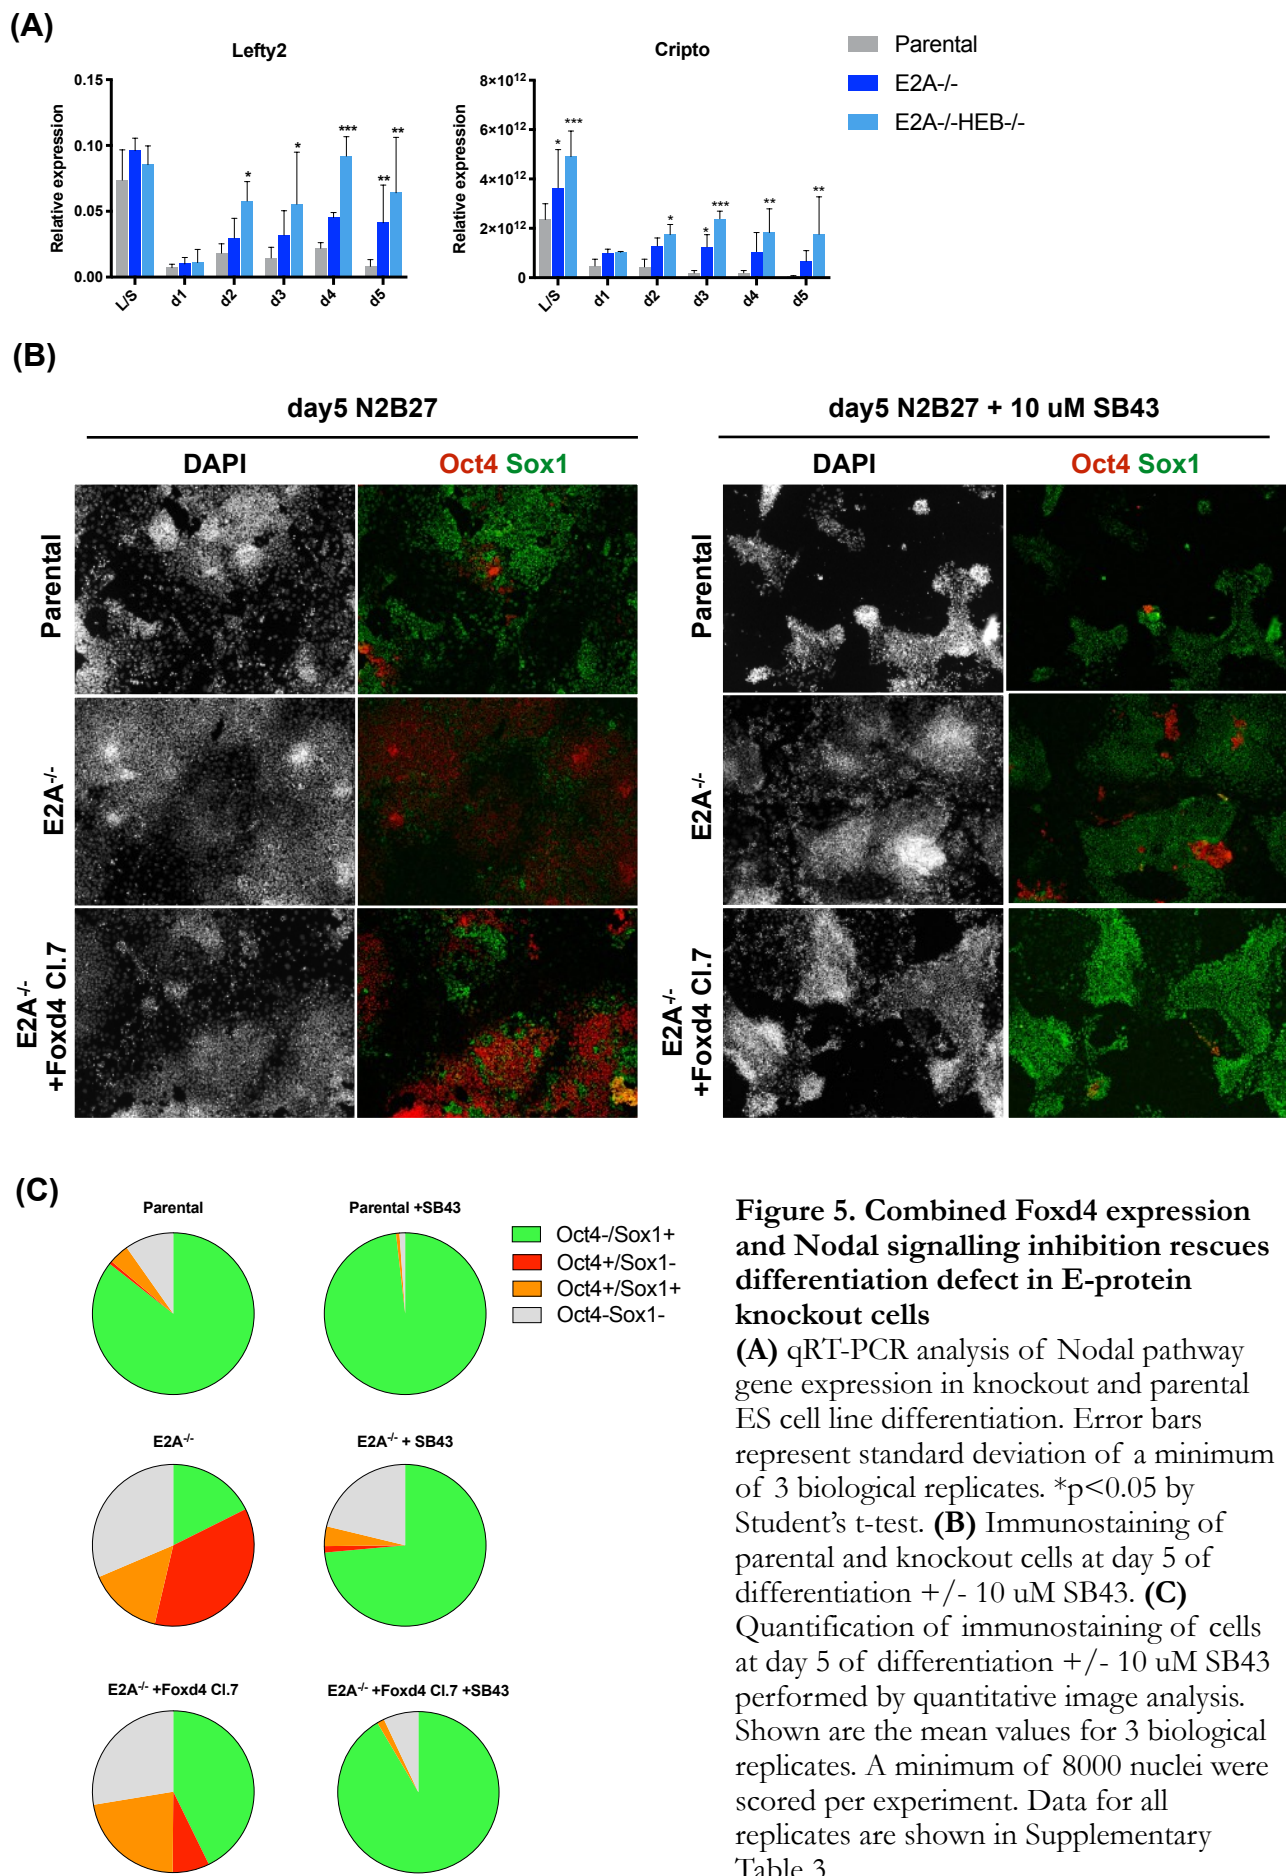 (A)
Lefty2
Cripto
Parental
E2A-/-
E2A-/-HEB-/-
Relative expression
0.15
0.10
0.05
0.00
L/S
d1
d2
d3
d4
d5
*
*
***
**
**
Relative expression
8×10¹²
6×10¹²
4×10¹²
2×10¹²
0
L/S
d1
d2
d3
d4
d5
*
***
*
*
***
**
**
(B)
day5 N2B27
day5 N2B27 + 10 uM SB43
DAPI
Oct4 Sox1
DAPI
Oct4 Sox1
Parental
E2A⁻/⁻
E2A⁻/⁻
+Foxd4 Cl.7
Parental
E2A⁻/⁻
E2A⁻/⁻
+Foxd4 Cl.7
(C)
Parental
Parental +SB43
Oct4-/Sox1+
Oct4+/Sox1-
Oct4+/Sox1+
Oct4-Sox1-
E2A⁻/⁻
E2A⁻/⁻ + SB43
E2A⁻/⁻ +Foxd4 Cl.7
E2A⁻/⁻ +Foxd4 Cl.7 +SB43
Figure 5. Combined Foxd4 expression
and Nodal signalling inhibition rescues
differentiation defect in E-protein
knockout cells
(A) qRT-PCR analysis of Nodal pathway
gene expression in knockout and parental
ES cell line differentiation. Error bars
represent standard deviation of a minimum
of 3 biological replicates. *p<0.05 by
Student’s t-test. (B) Immunostaining of
parental and knockout cells at day 5 of
differentiation +/- 10 uM SB43. (C)
Quantification of immunostaining of cells
at day 5 of differentiation +/- 10 uM SB43
performed by quantitative image analysis.
Shown are the mean values for 3 biological
replicates. A minimum of 8000 nuclei were
scored per experiment. Data for all
replicates are shown in Supplementary
Table 3